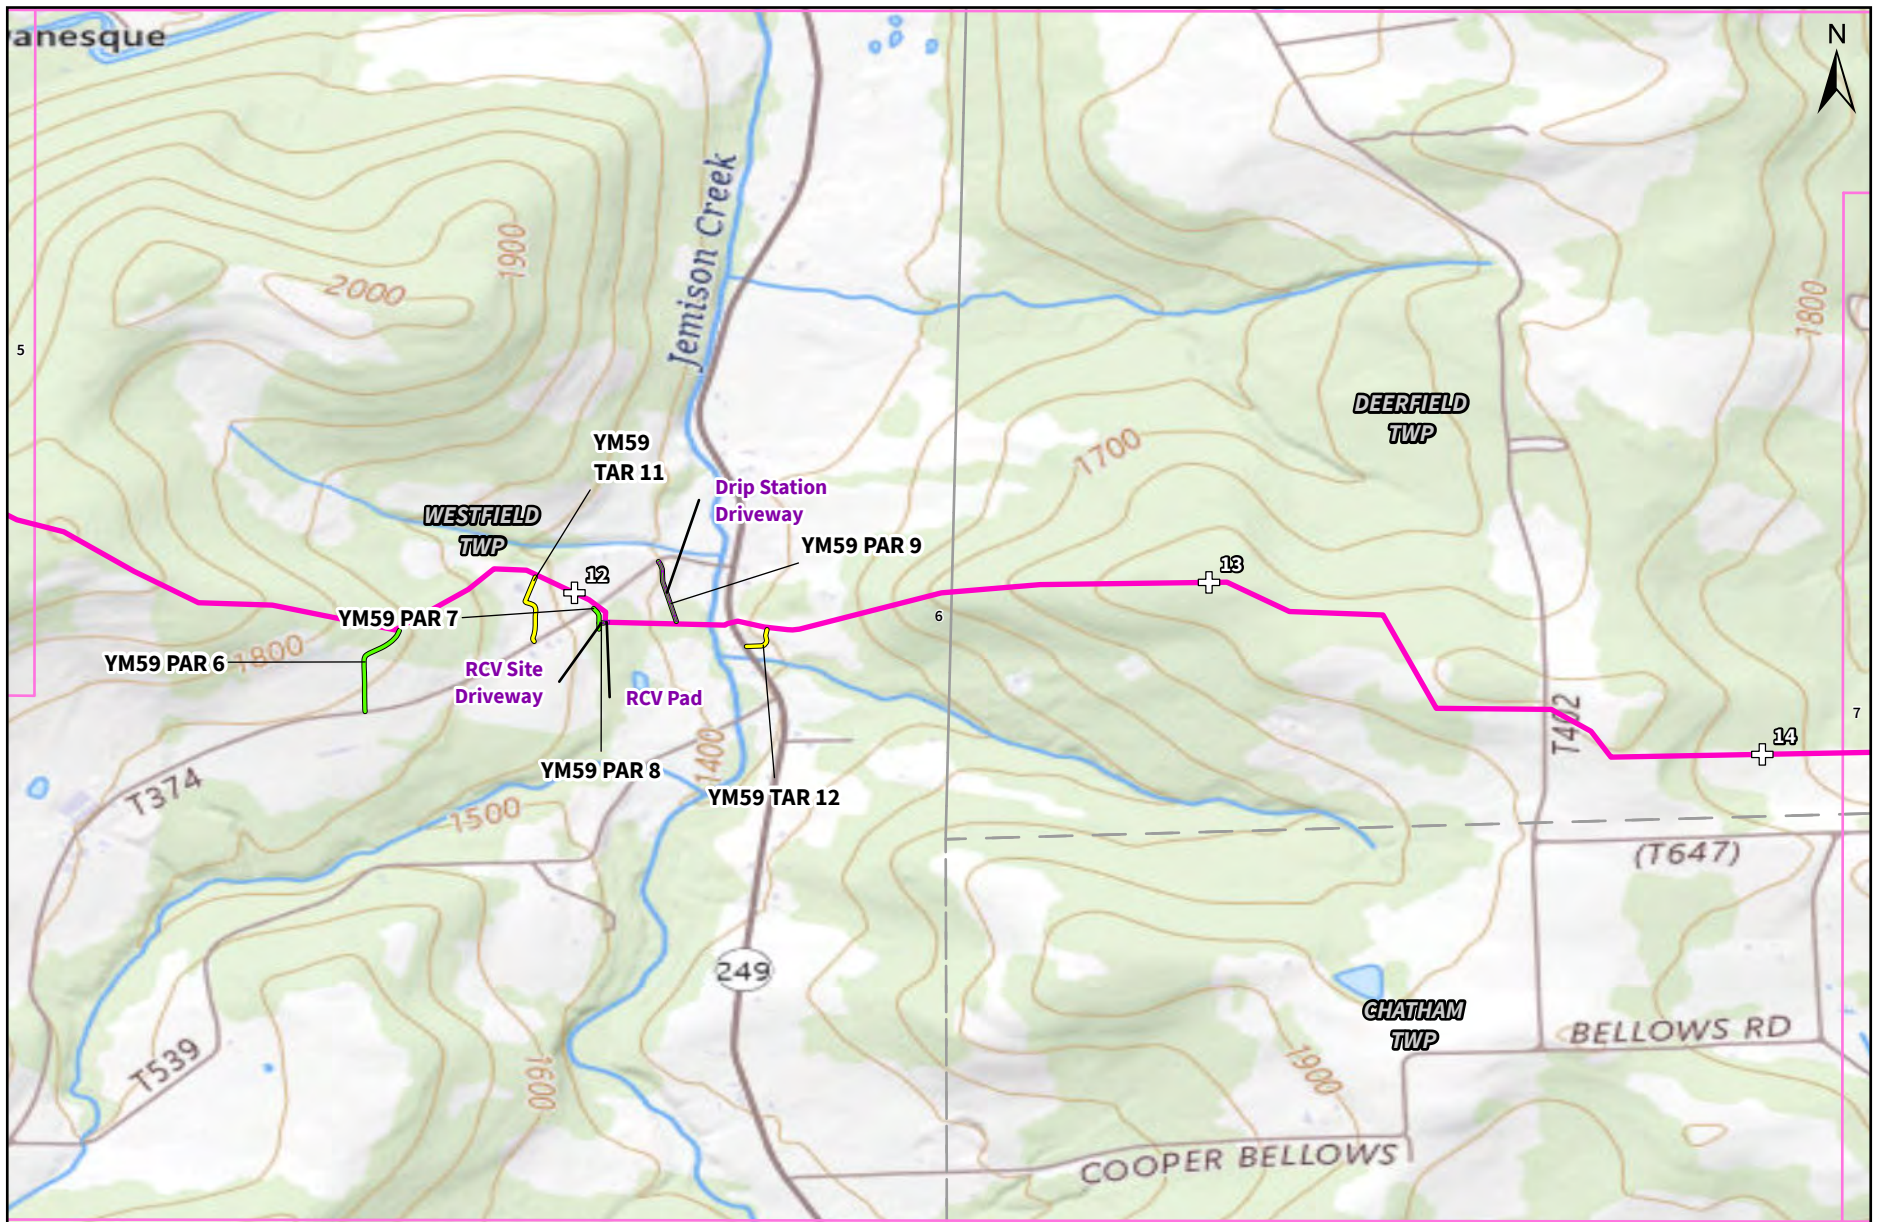 anesque
N
Jemison Creek
1900
2000
1800
5
DEERFIELD
TWP
1700
YM59
TAR 11
Drip Station
Driveway
WESTFIELD
TWP
YM59 PAR 9
12
13
6
YM59 PAR 7
1800
YM59 PAR 6
RCV Site
Driveway
RCV Pad
T402
7
14
1400
YM59 PAR 8
YM59 TAR 12
T374
1500
(T647)
249
CHATHAM
TWP
BELLOWS RD
T539
1600
1900
COOPER BELLOWS